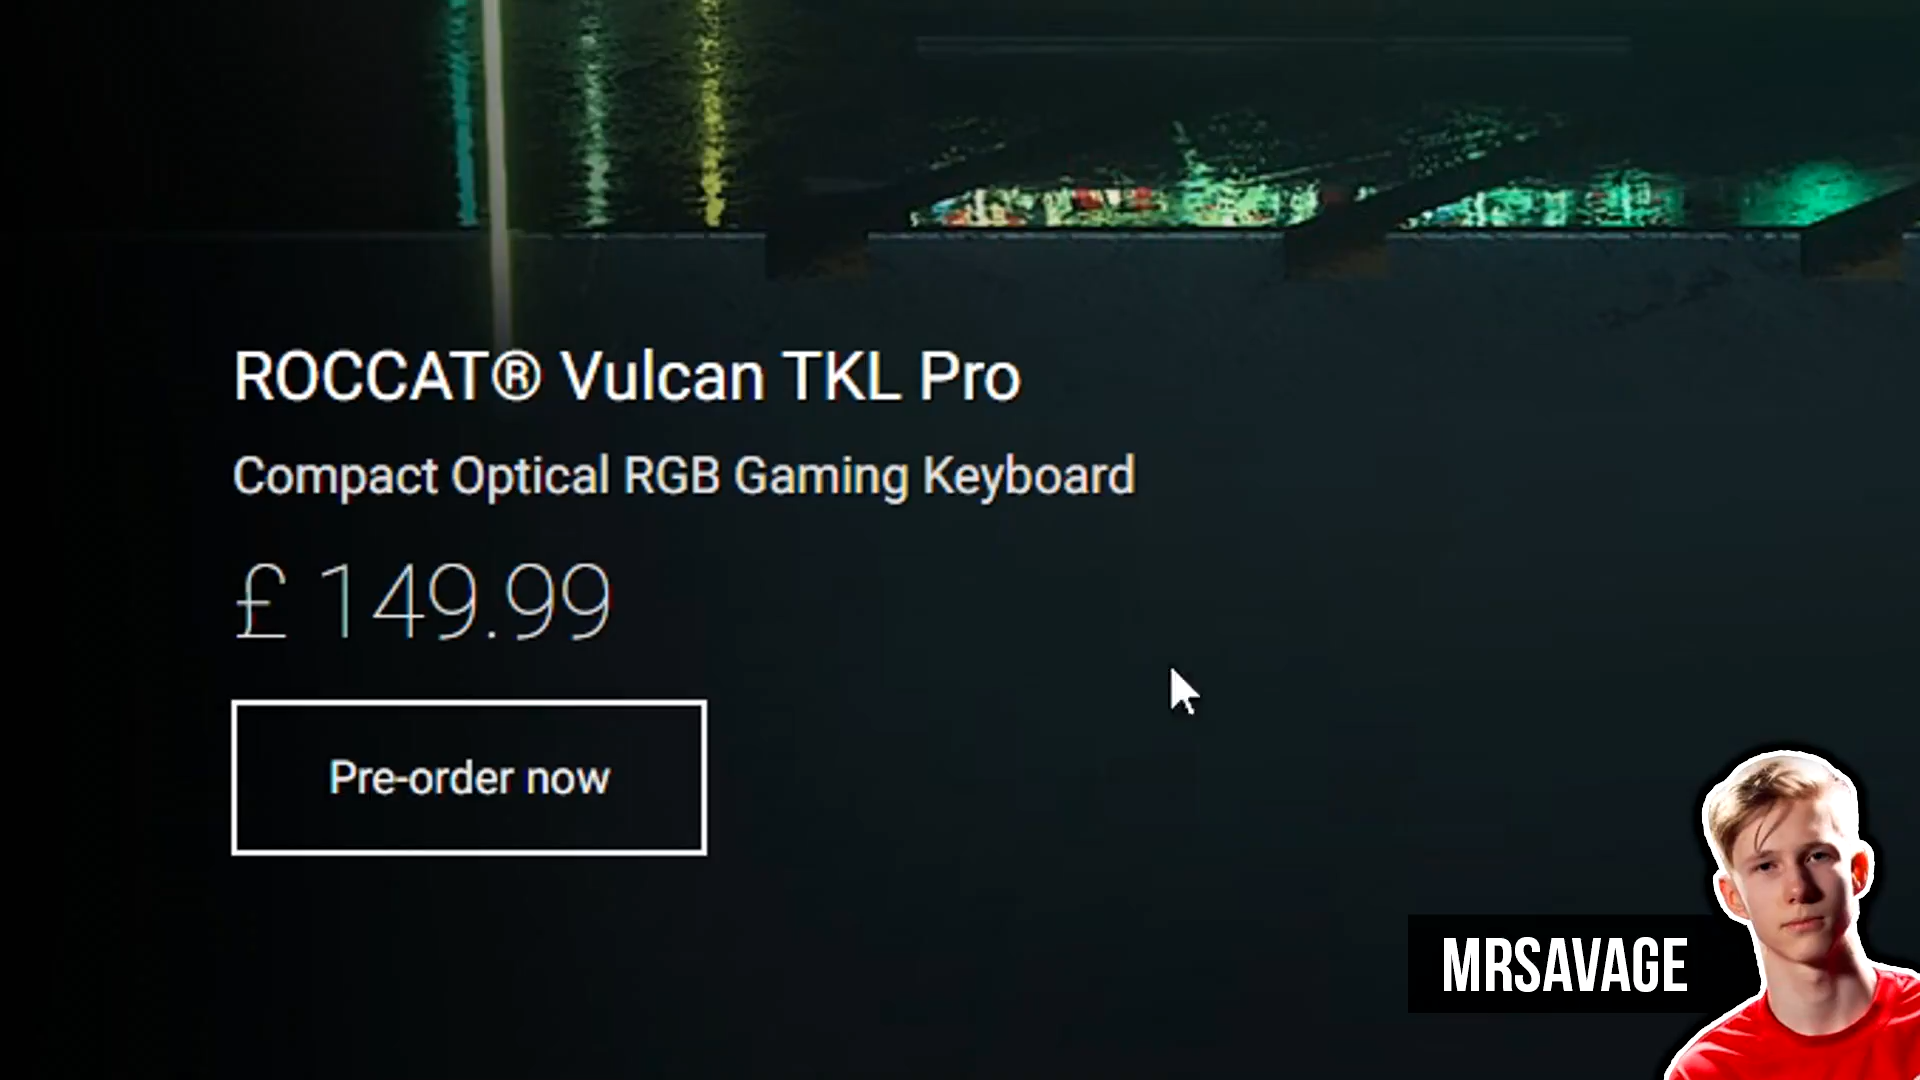 ROCCAT® Vulcan TKL Pro
Compact Optical RGB Gaming Keyboard
£ 149.99
Pre-order now
MRSAVAGE